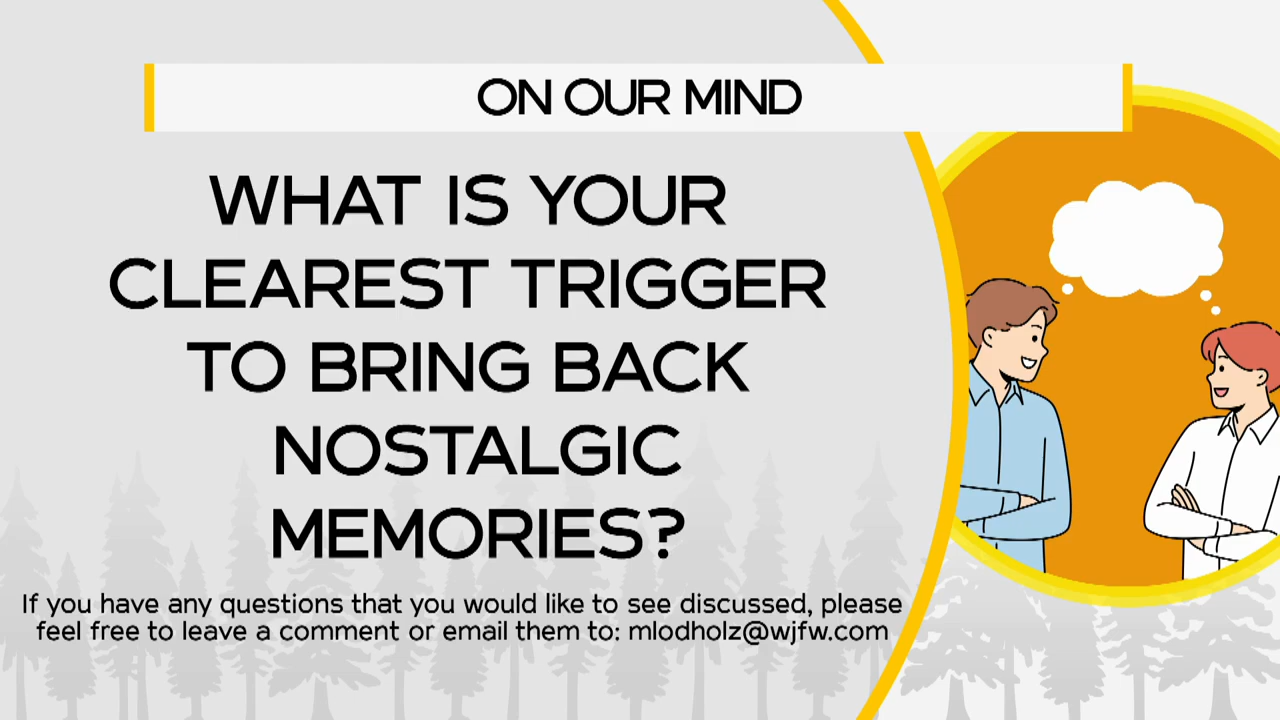 ON OUR MIND
WHAT IS YOUR
CLEAREST TRIGGER
TO BRING BACK
NOSTALGIC
MEMORIES?
If you have any questions that you would like to see discussed, please
feel free to leave a comment or email them to: mlodholz@wjfw.com